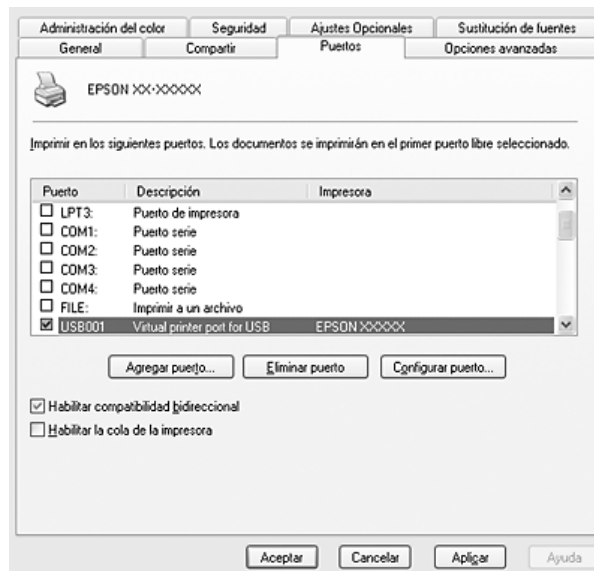 Administración del color Seguridad Ajustes Opcionales Sustitución de fuentes
General Compartir Puertos Opciones avanzadas
EPSON XX-XXXXX
Imprimir en los siguientes puertos. Los documentos se imprimirán en el primer puerto libre seleccionado.
Puerto Descripción Impresora
LPT3: Puerto de impresora
COM1: Puerto serie
COM2: Puerto serie
COM3: Puerto serie
COM4: Puerto serie
FILE: Imprimir a un archivo
USB001 Virtual printer port for USB EPSON XXXXX
Agregar puerto... Eliminar puerto Configurar puerto...
Habilitar compatibilidad bidireccional
Habilitar la cola de la impresora
Aceptar Cancelar Aplicar Ayuda